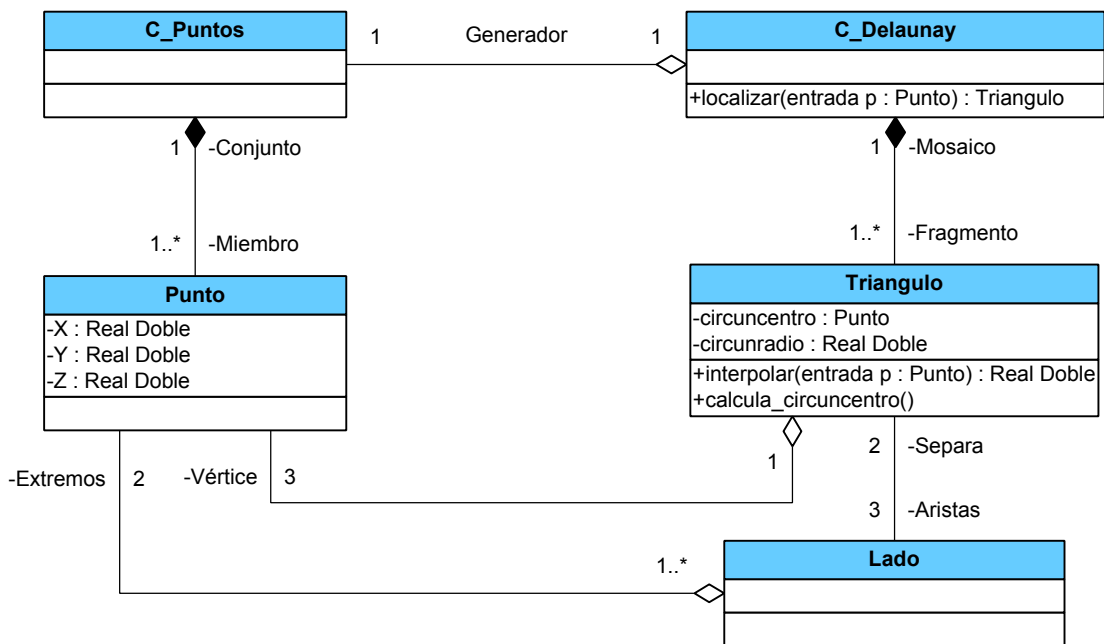 C_Puntos
1
Generador
1
C_Delaunay
+localizar(entrada p : Punto) : Triangulo
1
-Conjunto
1..*
-Miembro
1
-Mosaico
1..*
-Fragmento
Punto
-X : Real Doble
-Y : Real Doble
-Z : Real Doble
Triangulo
-circuncentro : Punto
-circunradio : Real Doble
+interpolar(entrada p : Punto) : Real Doble
+calcula_circuncentro()
-Extremos
2
-Vértice
3
1
2
-Separa
3
-Aristas
1..*
Lado